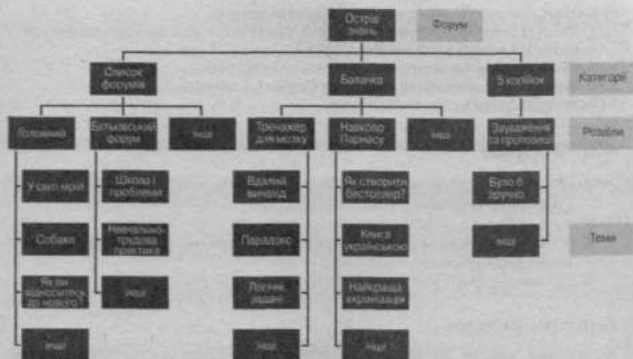 Острів
знань
Форум
Список
форумів
Балачка
5 копійок
Категорії
Головний
Батьківський
форум
інші
Тренажер
для мозку
Навколо
Парнасу
інші
Зауваження
та пропозиції
Розділи
У світі мрій
Школа і
проблеми
Вдалий
винахід
Як створити
бестселер?
Було б
зручно
Собаки
Навчально-
трудова
практика
Парадокс
Книга
українською
інші
Теми
Як ви
відноситесь
до нового?
інші
Логічні
задачі
Найкраща
екранізація
інші
інші
інші